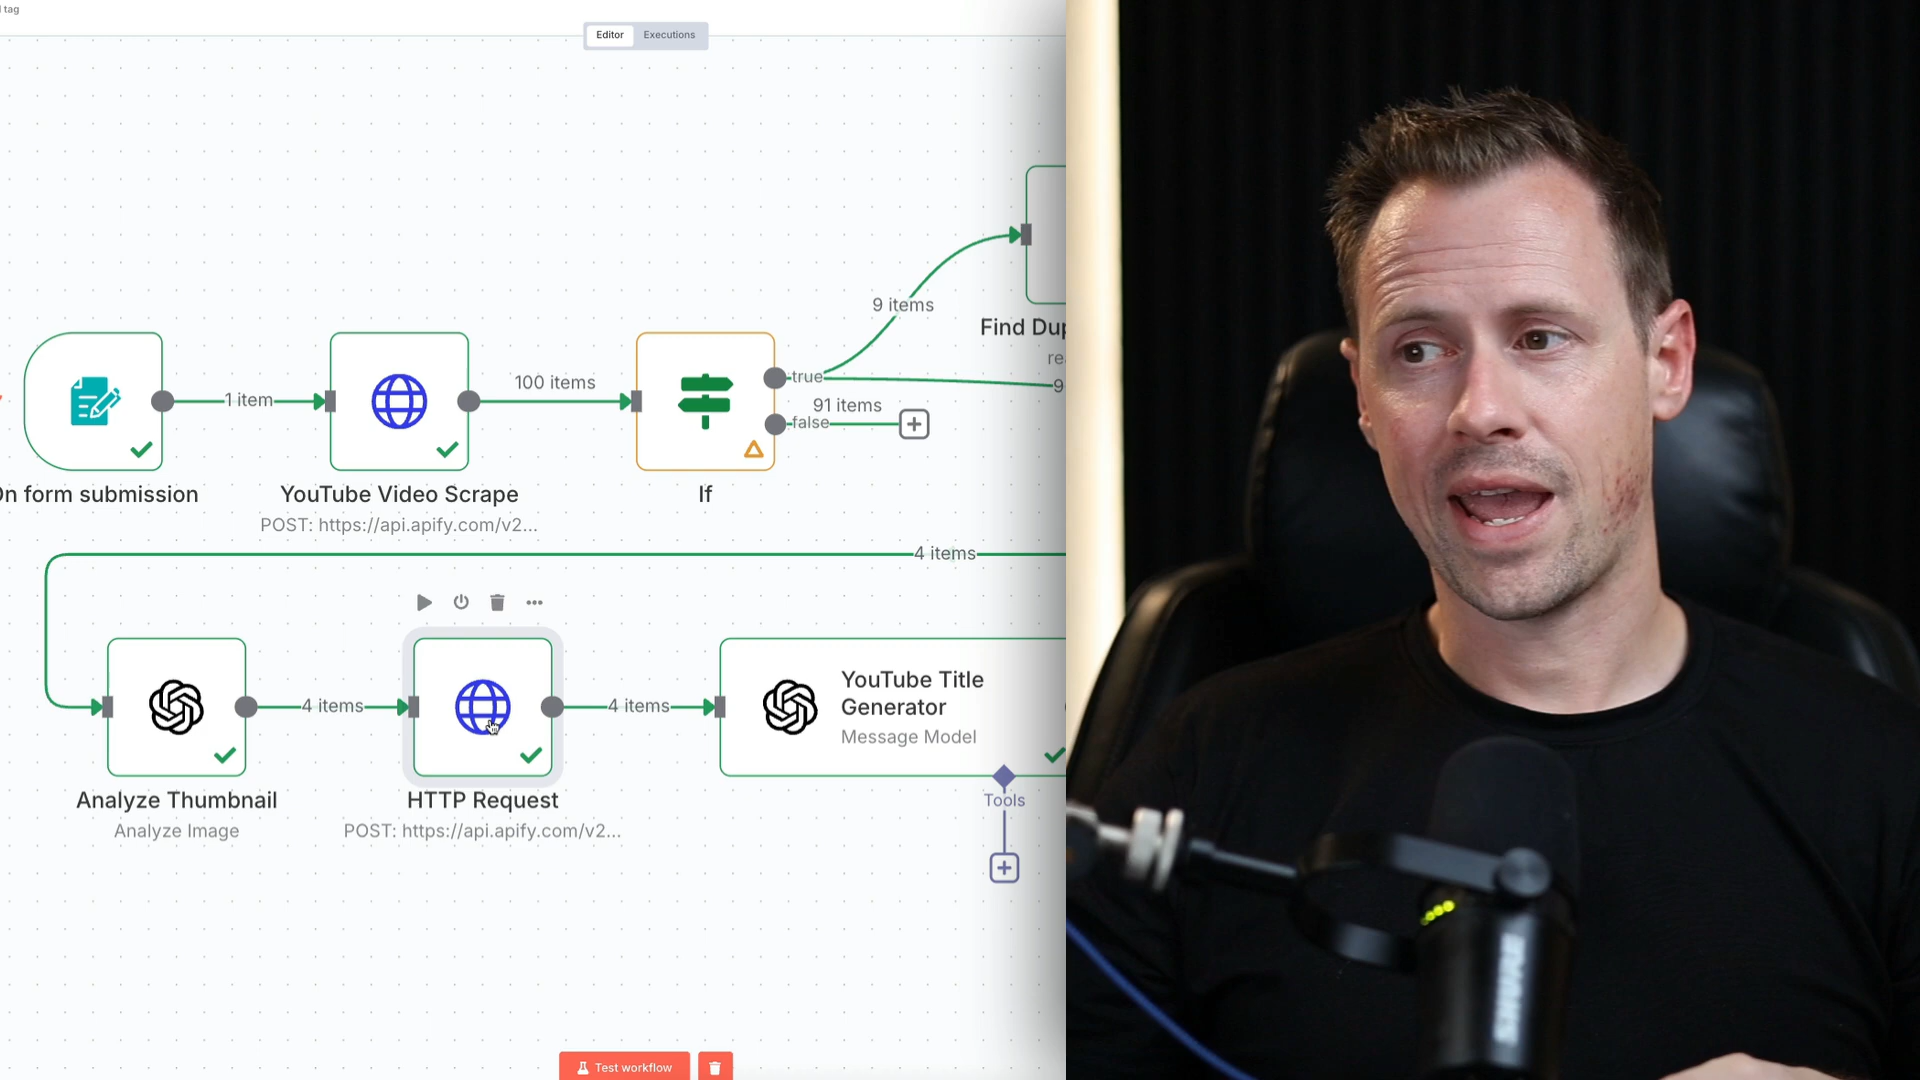 tag
Editor
Executions
9 items
Find Dup
re
1 item
100 items
true
9
91 items
false
On form submission
YouTube Video Scrape
If
POST: https://api.apify.com/v2...
4 items
4 items
4 items
YouTube Title
Generator
Message Model
Analyze Thumbnail
HTTP Request
Tools
Analyze Image
POST: https://api.apify.com/v2...
Test workflow
SHURE